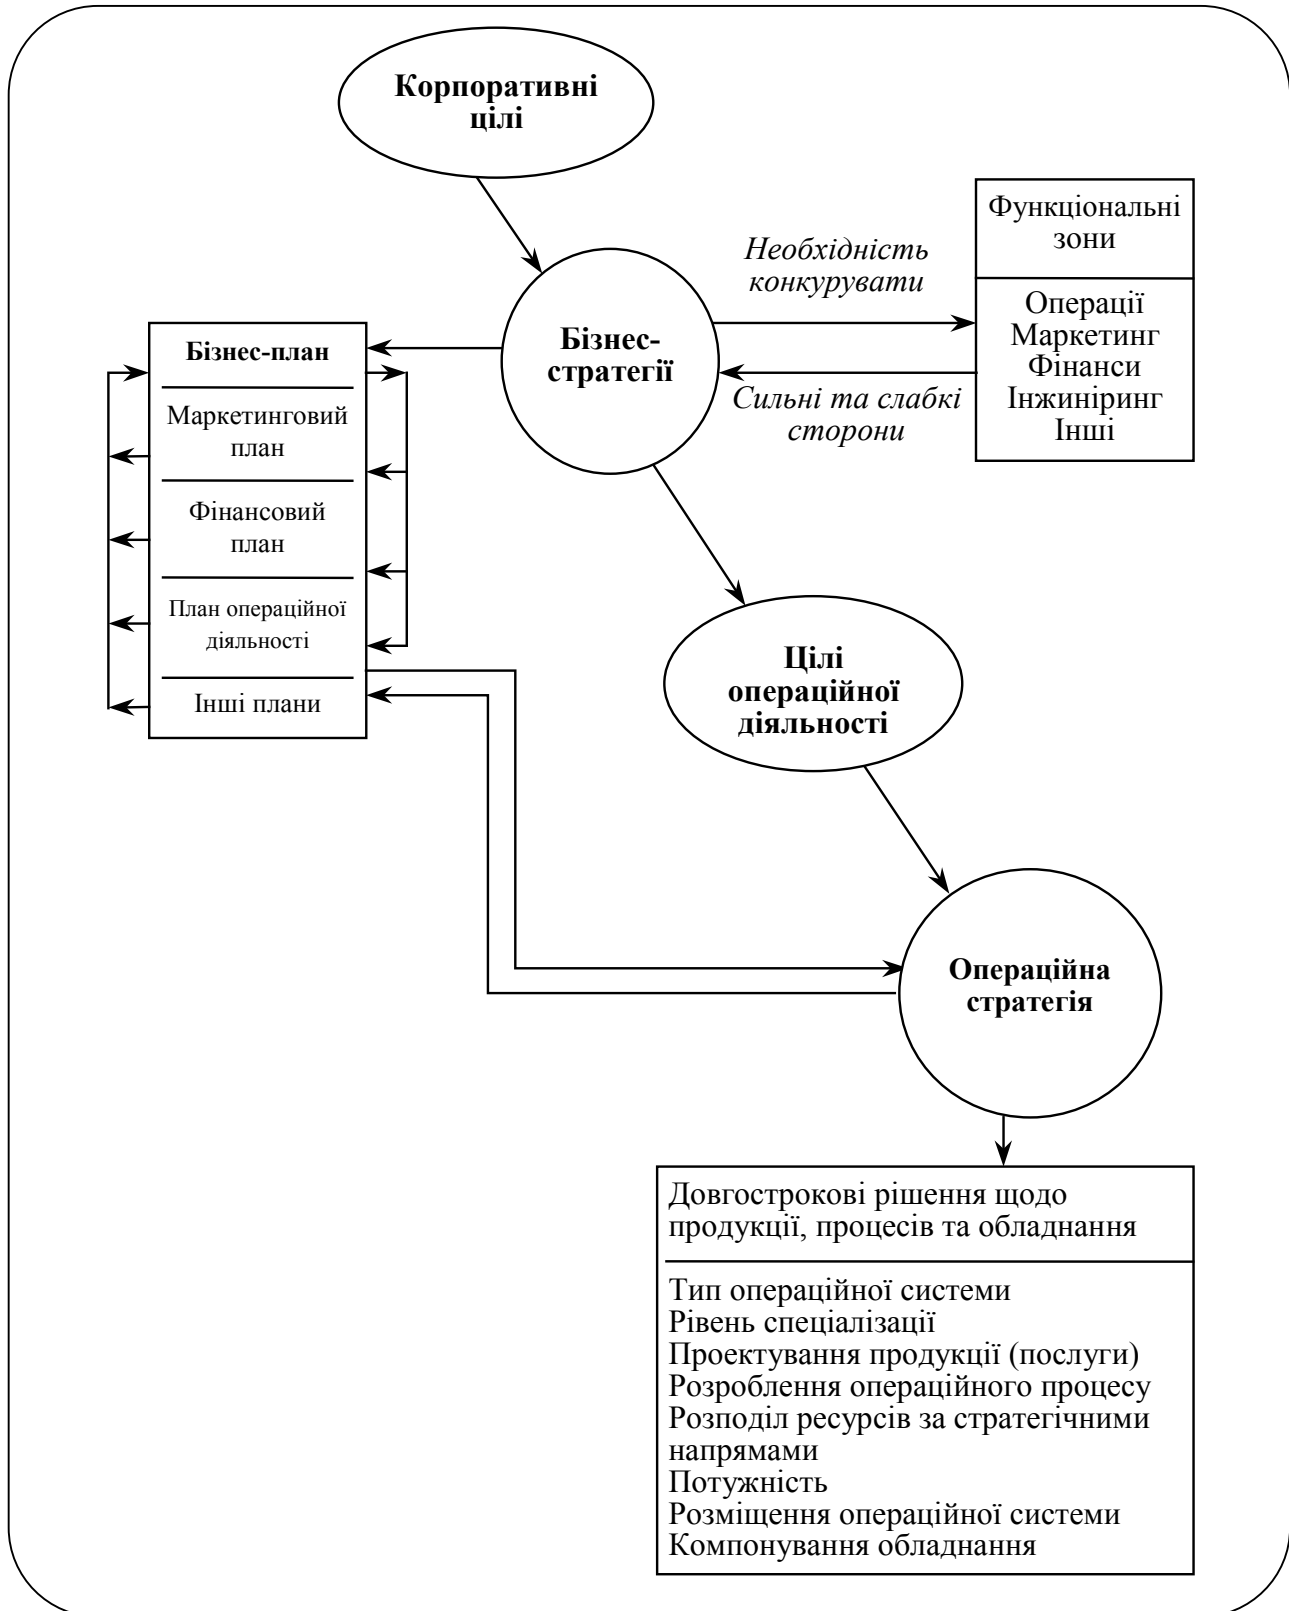 Корпоративні
цілі
Функціональні
зони
Необхідність
конкурувати
Операції
Маркетинг
Фінанси
Інжиніринг
Інші
Бізнес-
стратегії
Сильні та слабкі
сторони
Бізнес-план
Маркетинговий
план
Фінансовий
план
План операційної
діяльності
Інші плани
Цілі
операційної
діяльності
Операційна
стратегія
Довгострокові рішення щодо
продукції, процесів та обладнання
Тип операційної системи
Рівень спеціалізації
Проектування продукції (послуги)
Розроблення операційного процесу
Розподіл ресурсів за стратегічними
напрямами
Потужність
Розміщення операційної системи
Компонування обладнання